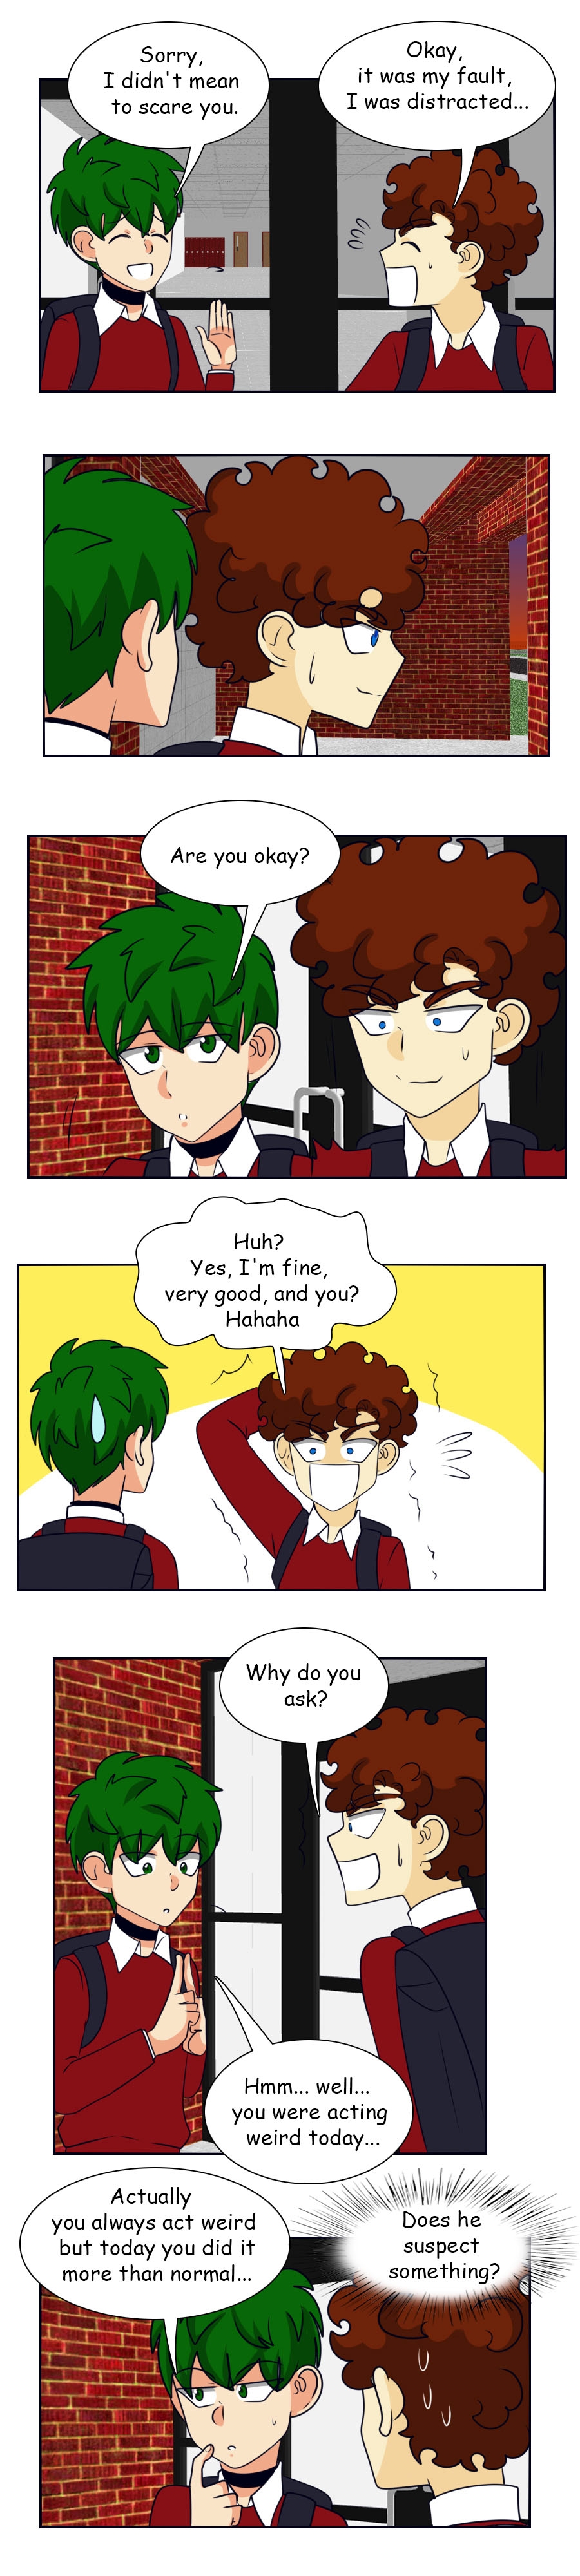 Sorry,
I didn't mean
to scare you.
Okay,
it was my fault,
I was distracted...
Are you okay?
Huh?
Yes, I'm fine,
very good, and you?
Hahaha
Why do you
ask?
Hmm... well...
you were acting
weird today...
Actually
you always act weird
but today you did it
more than normal...
Does he
suspect
something?